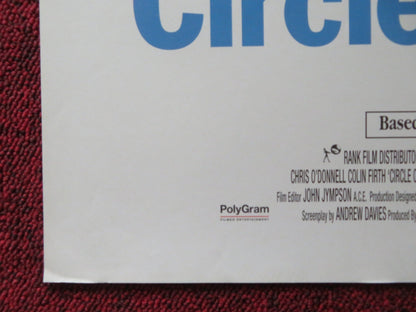 Circle
Based
RANK FILM DISTRIBUTO
CHRIS O'DONNELL COLIN FIRTH 'CIRCLE O
Film Editor JOHN JYMPSON A.C.E. Production Designed
Screenplay by ANDREW DAVIES Produced By
PolyGram
FILMED ENTERTAINMENT